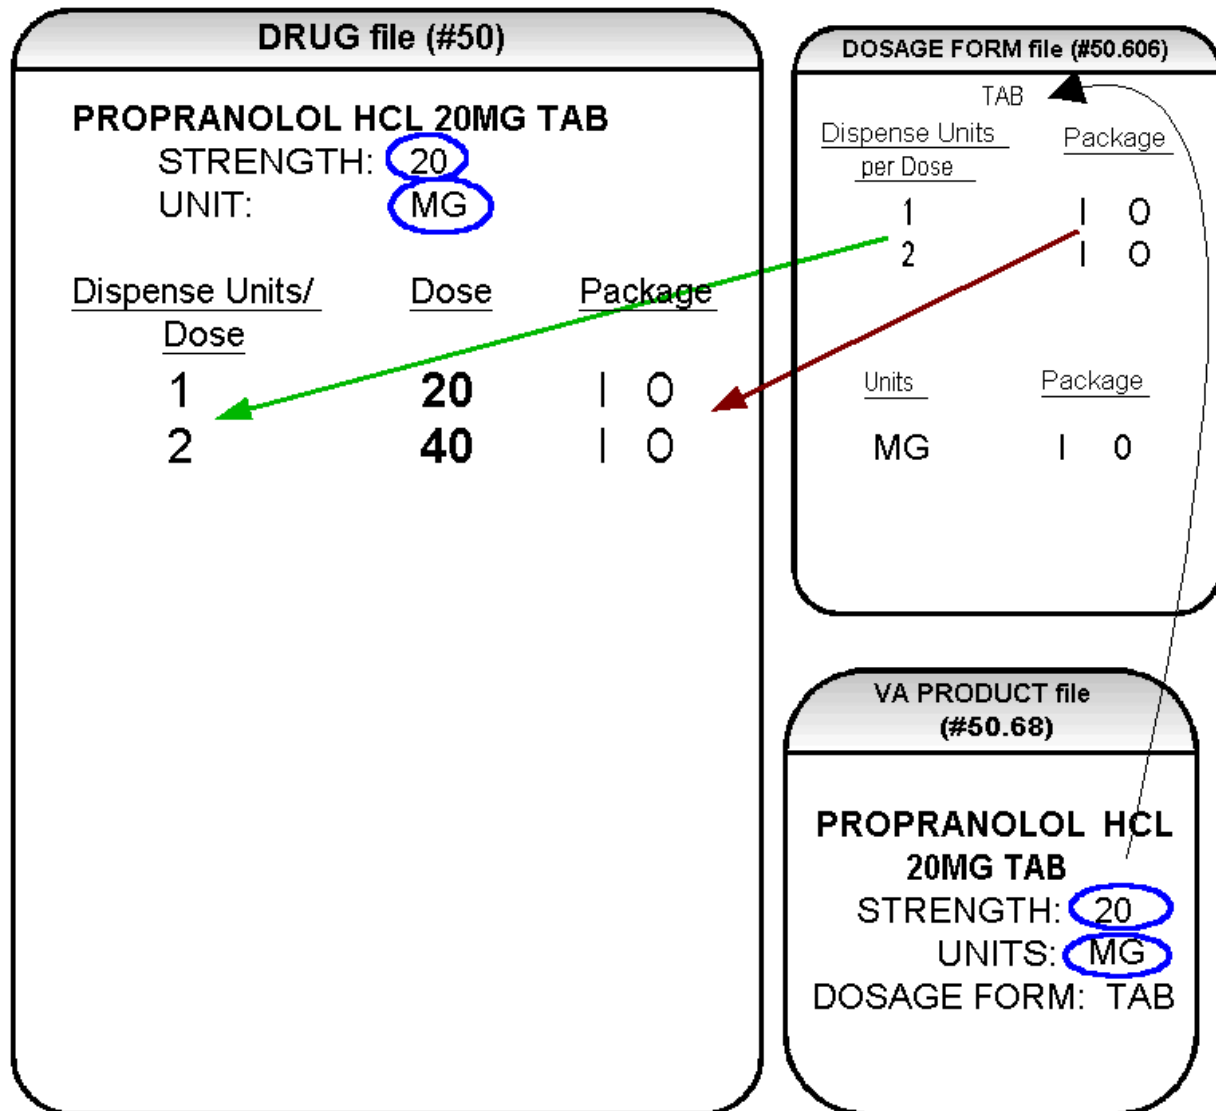 DRUG file (#50)
PROPRANOLOL HCL 20MG TAB
STRENGTH: 20
UNIT: MG
Dispense Units/ Dose Package
Dose
1 20 I O
2 40 I O
DOSAGE FORM file (#50.606)
TAB
Dispense Units Package
per Dose
1 I O
2 I O
Units Package
MG I 0
VA PRODUCT file
(#50.68)
PROPRANOLOL HCL
20MG TAB
STRENGTH: 20
UNITS: MG
DOSAGE FORM: TAB